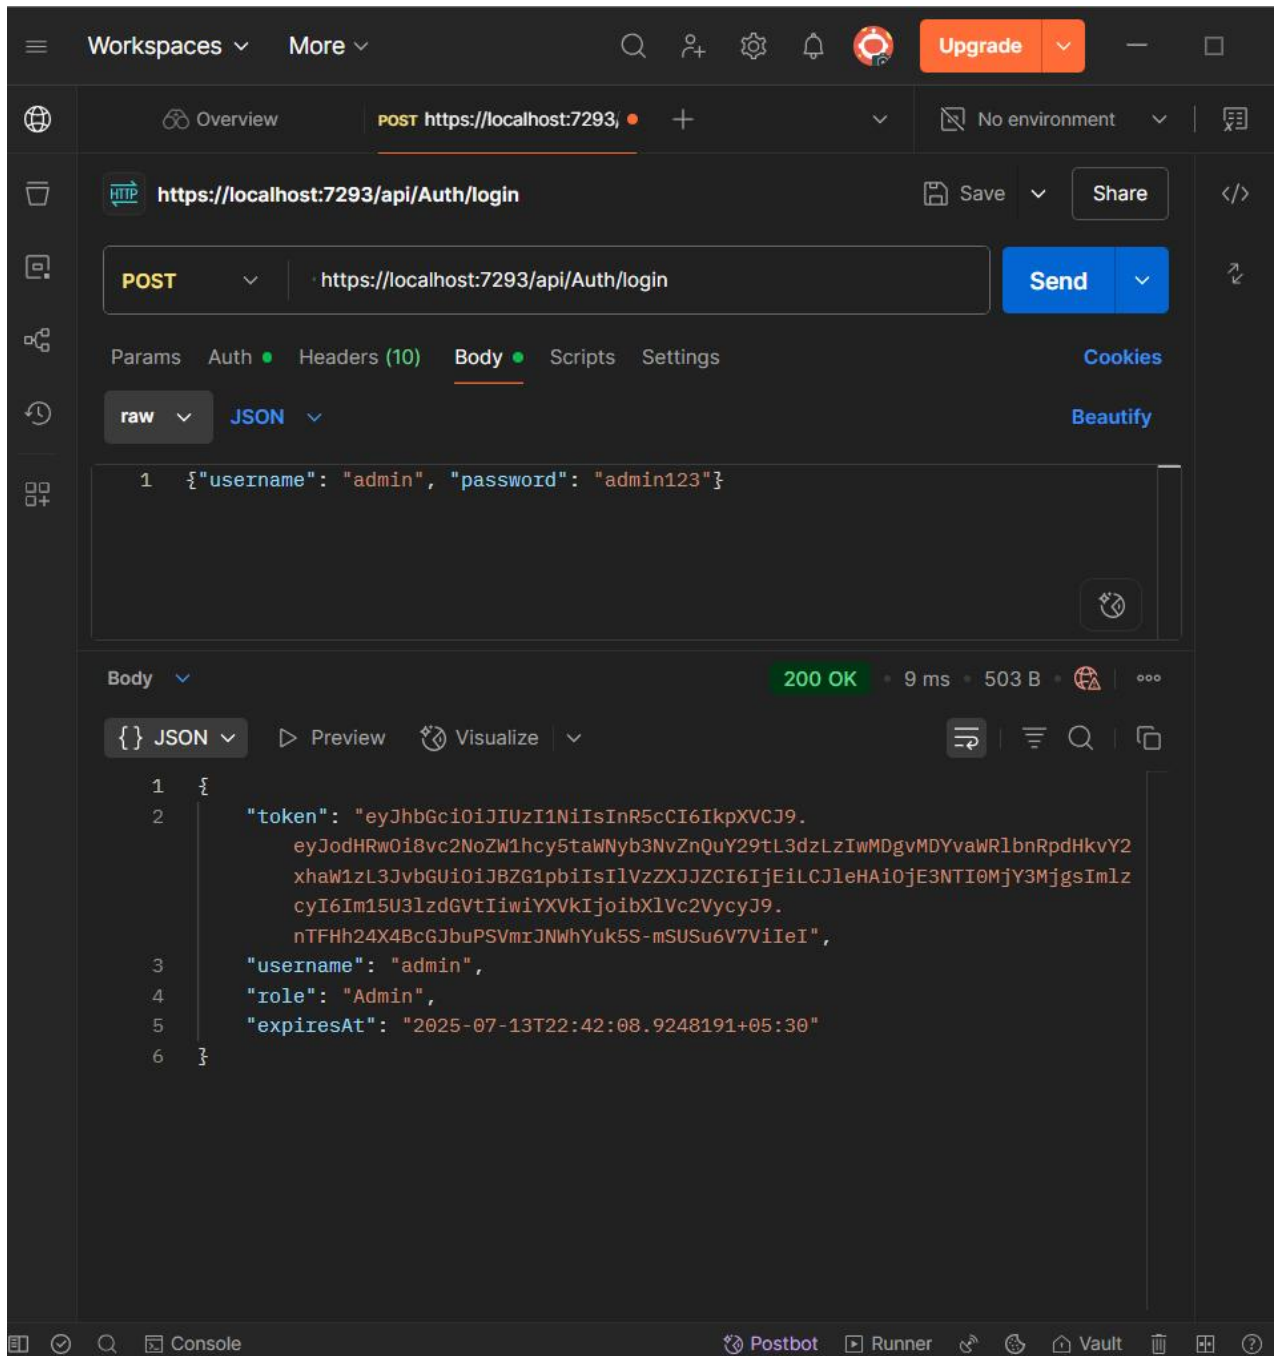 Workspaces More Upgrade
Overview POST https://localhost:7293/ No environment
HTTP https://localhost:7293/api/Auth/login Save Share
POST https://localhost:7293/api/Auth/login Send
Params Auth Headers (10) Body Scripts Settings Cookies
raw JSON Beautify
1 {"username": "admin", "password": "admin123"}
Body 200 OK 9 ms 503 B
{} JSON Preview Visualize
1 {
2 "token": "eyJhbGciOiJIUzI1NiIsInR5cCI6IkpXVCJ9.
eyJodHRwOi8vc2NoZW1hcy5taWNyb3NvZnQuY29tL3dzLzIwMDgvMDYvaWRlbnRpdHkvY2
xhaW1zL3JvbGUiOiJBZG1pbiIsIlVzZXJJZCI6IjEiLCJleHAiOjE3NTI0MjY3MjgsImlz
cyI6Im15U3lzdGVtIiwiYXVkIjoibXlVc2VycyJ9.
nTFHh24X4BcGJbuPSVmrJNWhYuk5S-mSUSu6V7ViIeI",
3 "username": "admin",
4 "role": "Admin",
5 "expiresAt": "2025-07-13T22:42:08.9248191+05:30"
6 }
Console Postbot Runner Vault